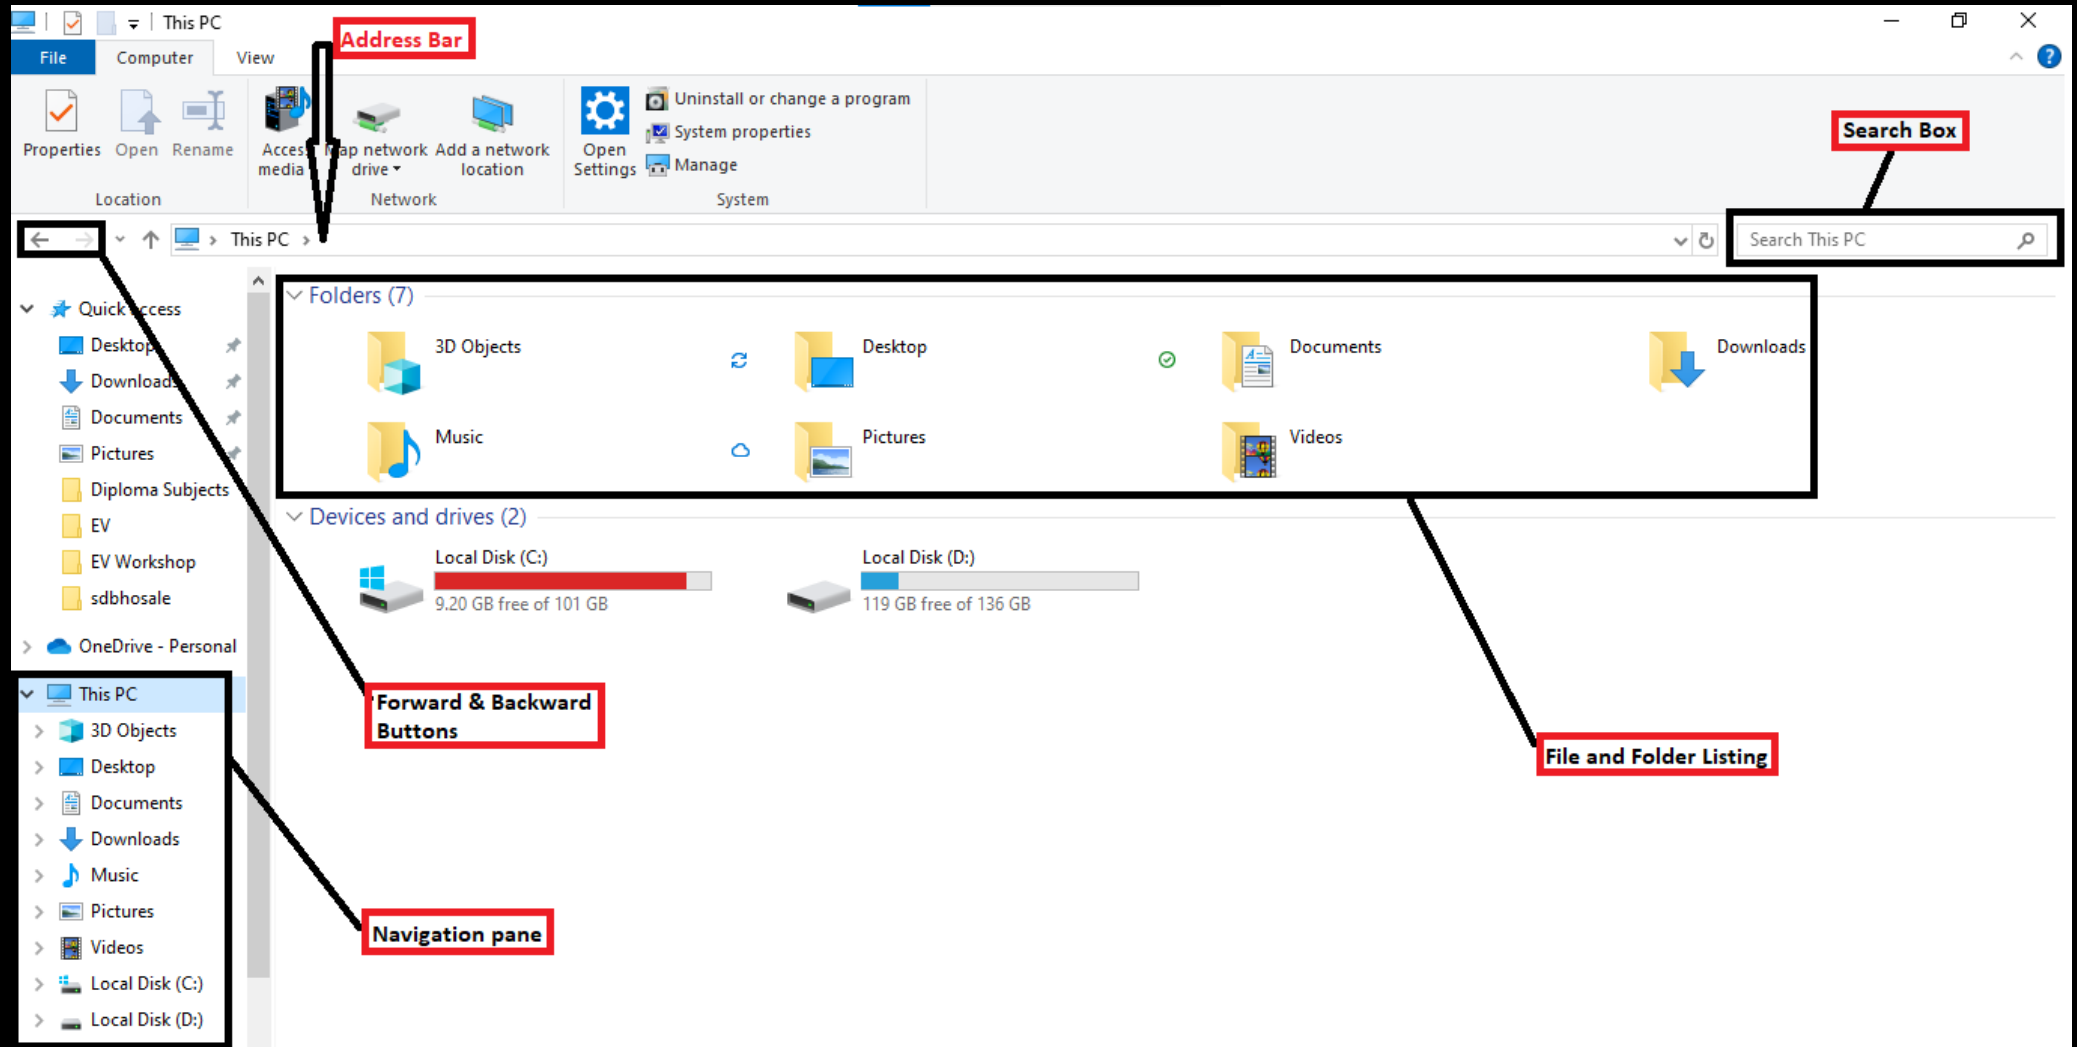 This PC
Address Bar
File Computer View
Uninstall or change a program
System properties
Manage
Search Box
Properties Open Rename
Access media
Map network drive
Add a network location
Open Settings
Location Network System
This PC
Search This PC
Quick access
Desktop
Downloads
Documents
Pictures
Diploma Subjects
EV
EV Workshop
sdbhosale
OneDrive - Personal
This PC
3D Objects
Desktop
Documents
Downloads
Music
Pictures
Videos
Local Disk (C:)
Local Disk (D:)
Folders (7)
3D Objects Desktop Documents Downloads
Music Pictures Videos
Devices and drives (2)
Local Disk (C:) Local Disk (D:)
9.20 GB free of 101 GB 119 GB free of 136 GB
Forward & Backward
Buttons
File and Folder Listing
Navigation pane